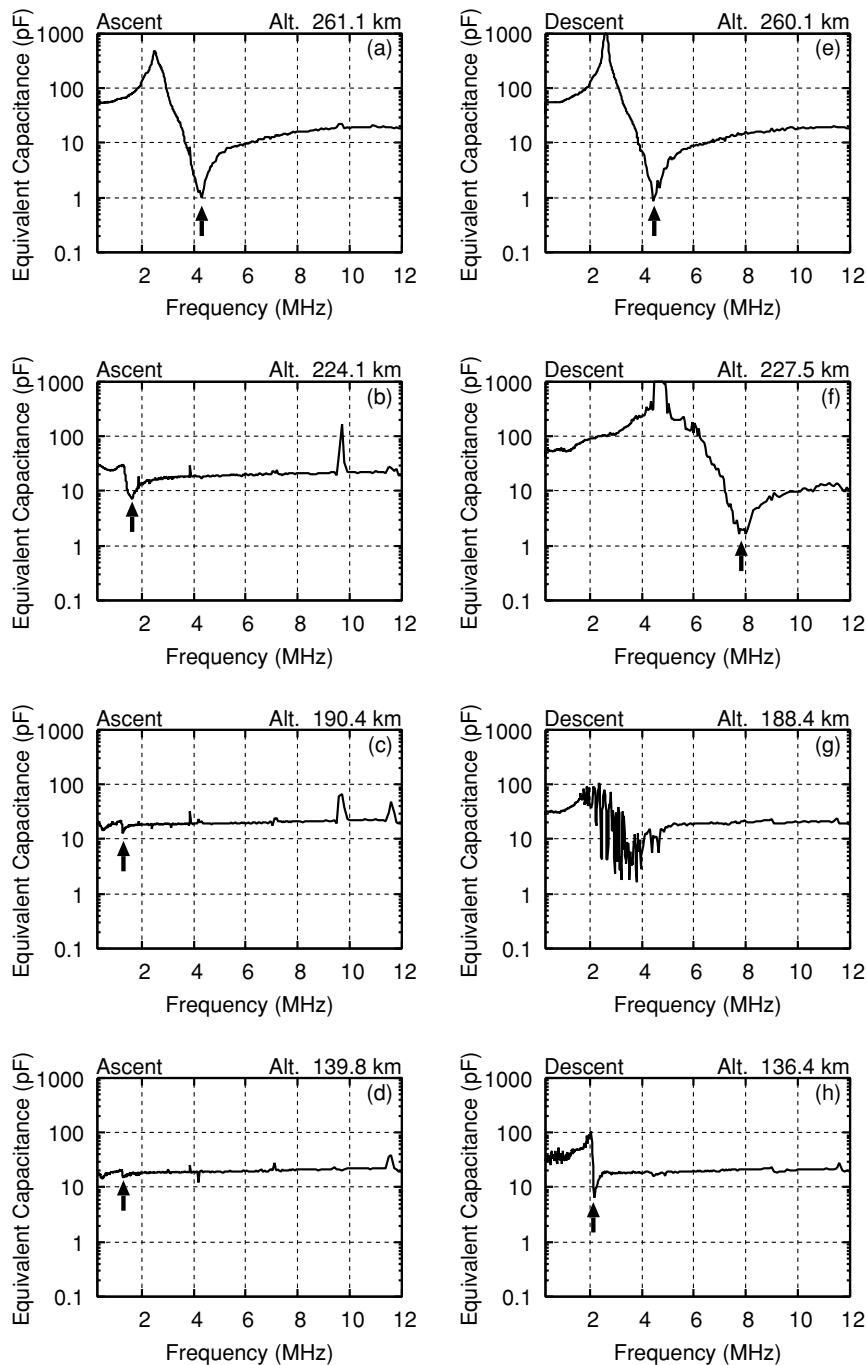 Ascent Alt. 261.1 km
(a)
Equivalent Capacitance (pF)
1000
100
10
1
0.1
2 4 6 8 10 12
Frequency (MHz)
Descent Alt. 260.1 km
(e)
Equivalent Capacitance (pF)
1000
100
10
1
0.1
2 4 6 8 10 12
Frequency (MHz)
Ascent Alt. 224.1 km
(b)
Equivalent Capacitance (pF)
1000
100
10
1
0.1
2 4 6 8 10 12
Frequency (MHz)
Descent Alt. 227.5 km
(f)
Equivalent Capacitance (pF)
1000
100
10
1
0.1
2 4 6 8 10 12
Frequency (MHz)
Ascent Alt. 190.4 km
(c)
Equivalent Capacitance (pF)
1000
100
10
1
0.1
2 4 6 8 10 12
Frequency (MHz)
Descent Alt. 188.4 km
(g)
Equivalent Capacitance (pF)
1000
100
10
1
0.1
2 4 6 8 10 12
Frequency (MHz)
Ascent Alt. 139.8 km
(d)
Equivalent Capacitance (pF)
1000
100
10
1
0.1
2 4 6 8 10 12
Frequency (MHz)
Descent Alt. 136.4 km
(h)
Equivalent Capacitance (pF)
1000
100
10
1
0.1
2 4 6 8 10 12
Frequency (MHz)